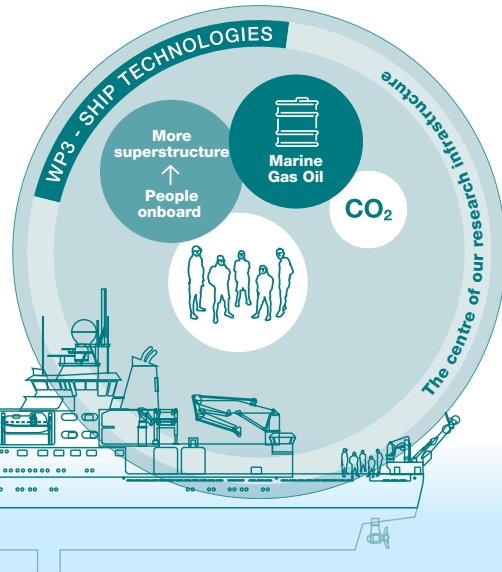 WP3 - SHIP TECHNOLOGIES
The centre of our research infrastructure
More
superstructure
↑
People
onboard
Marine
Gas Oil
CO₂